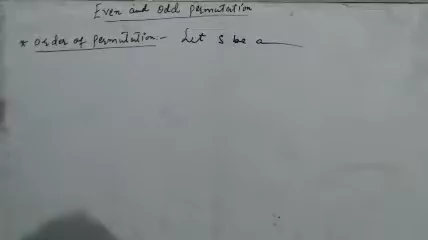 Even and odd permutation
* order of permutation :- Let S be a